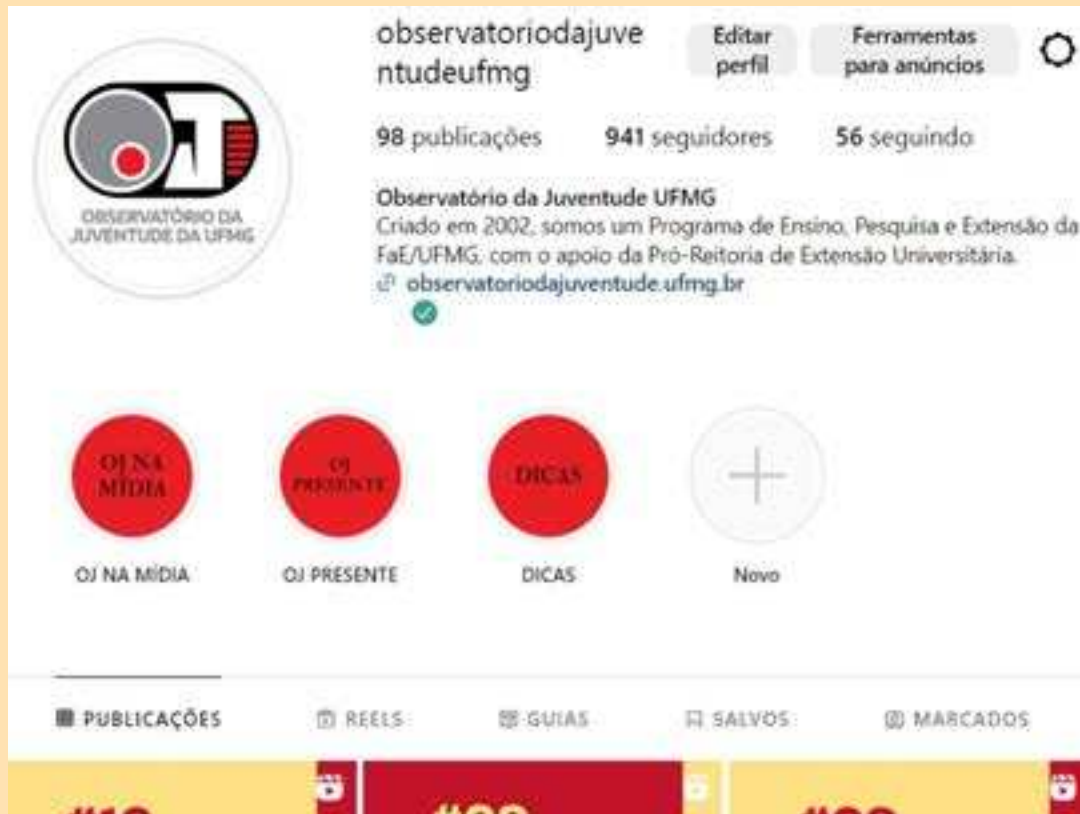 observatoriodajuve
ntudeufmg
Editar
perfil
Ferramentas
para anúncios
98 publicações 941 seguidores 56 seguindo
OBSERVATÓRIO DA
JUVENTUDE DA UFMG
Observatório da Juventude UFMG
Criado em 2002, somos um Programa de Ensino, Pesquisa e Extensão da
FaE/UFMG, com o apoio da Pró-Reitoria de Extensão Universitária.
observatoriodajuventude.ufmg.br
OJ NA
MÍDIA
OJ
PRESENTE
DICAS
OJ NA MÍDIA OJ PRESENTE DICAS Novo
PUBLICAÇÕES REELS GUIAS SALVOS MARCADOS